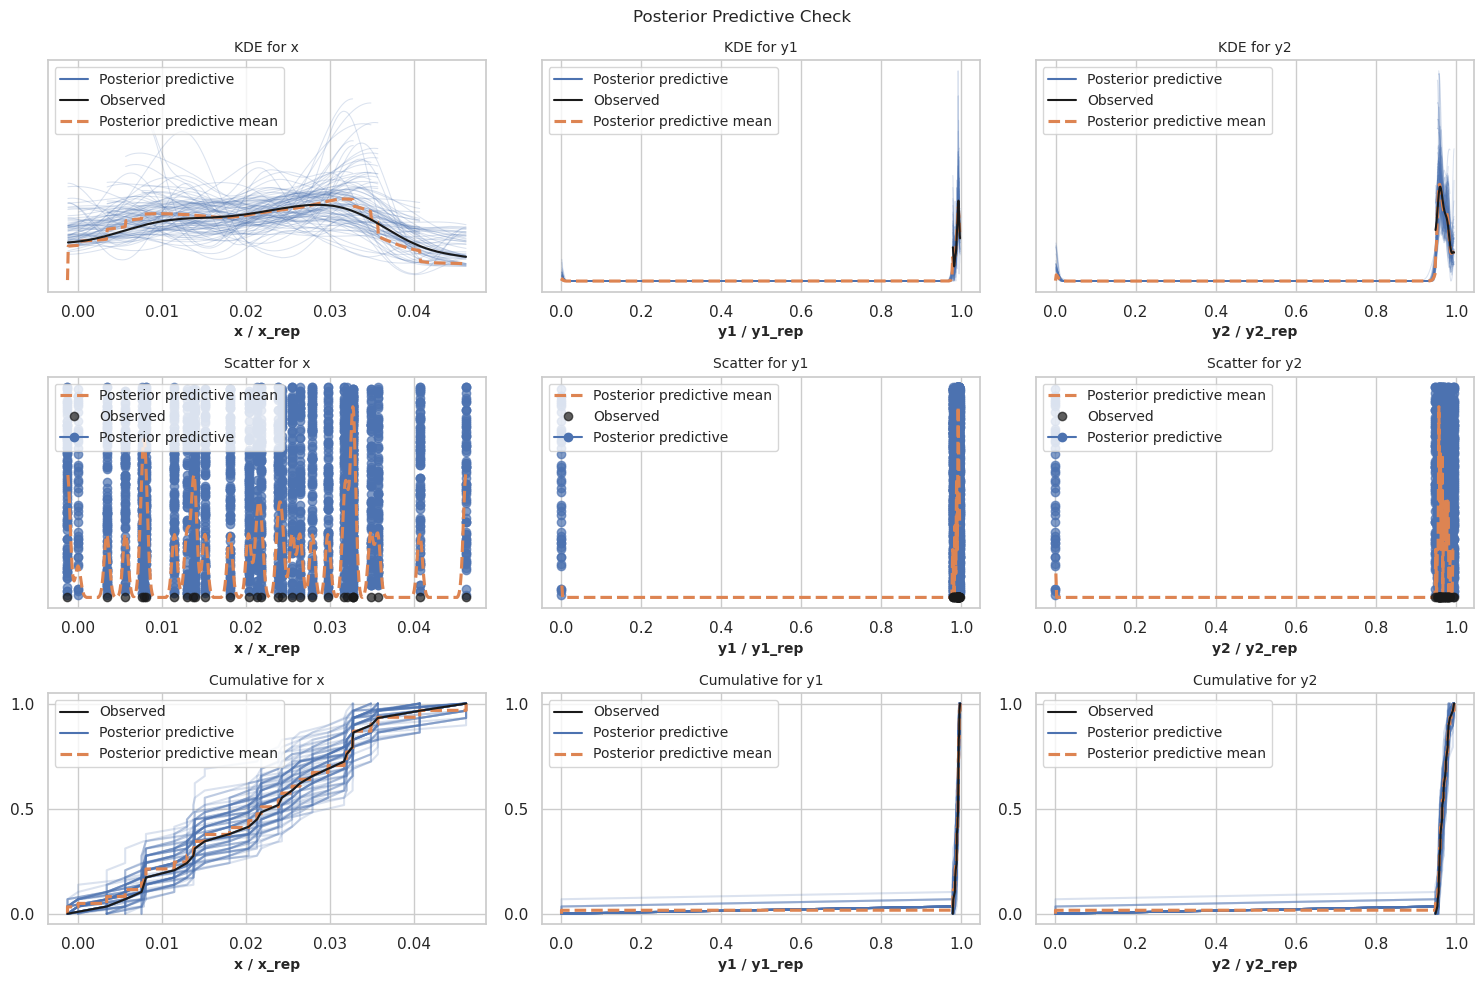 Posterior Predictive Check
KDE for x
Posterior predictive
Observed
Posterior predictive mean
0.00 0.01 0.02 0.03 0.04
x / x_rep
KDE for y1
Posterior predictive
Observed
Posterior predictive mean
0.0 0.2 0.4 0.6 0.8 1.0
y1 / y1_rep
KDE for y2
Posterior predictive
Observed
Posterior predictive mean
0.0 0.2 0.4 0.6 0.8 1.0
y2 / y2_rep
Scatter for x
Posterior predictive mean
Observed
Posterior predictive
0.00 0.01 0.02 0.03 0.04
x / x_rep
Scatter for y1
Posterior predictive mean
Observed
Posterior predictive
0.0 0.2 0.4 0.6 0.8 1.0
y1 / y1_rep
Scatter for y2
Posterior predictive mean
Observed
Posterior predictive
0.0 0.2 0.4 0.6 0.8 1.0
y2 / y2_rep
Cumulative for x
1.0
0.5
0.0
Observed
Posterior predictive
Posterior predictive mean
0.00 0.01 0.02 0.03 0.04
x / x_rep
Cumulative for y1
1.0
0.5
0.0
Observed
Posterior predictive
Posterior predictive mean
0.0 0.2 0.4 0.6 0.8 1.0
y1 / y1_rep
Cumulative for y2
1.0
0.5
0.0
Observed
Posterior predictive
Posterior predictive mean
0.0 0.2 0.4 0.6 0.8 1.0
y2 / y2_rep